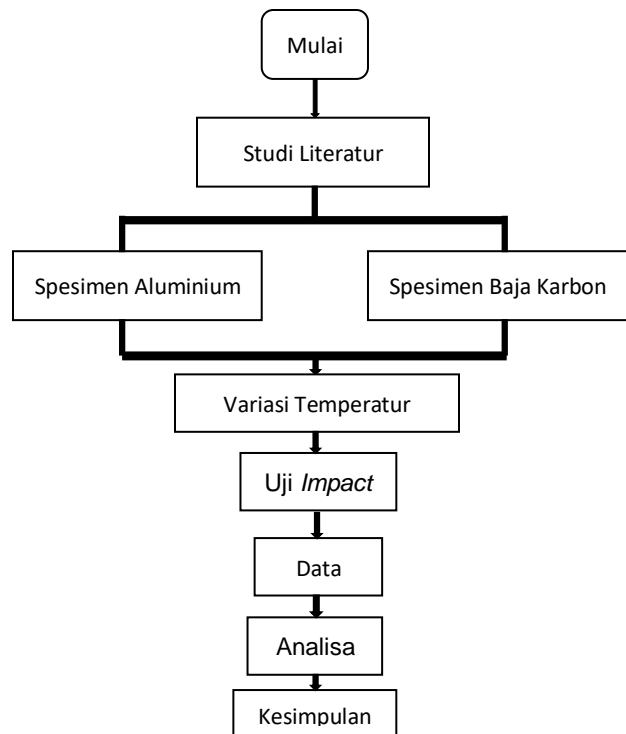 Mulai
Studi Literatur
Spesimen Aluminium
Spesimen Baja Karbon
Variasi Temperatur
Uji Impact
Data
Analisa
Kesimpulan